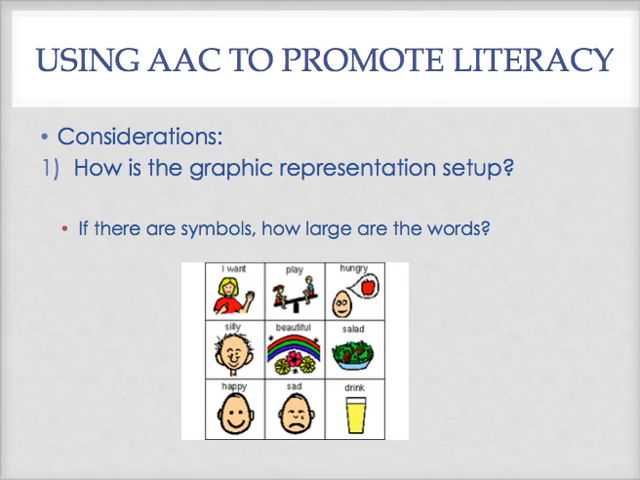 USING AAC TO PROMOTE LITERACY
• Considerations:
1) How is the graphic representation setup?
• If there are symbols, how large are the words?
I want play hungry
silly beautiful salad
happy sad drink